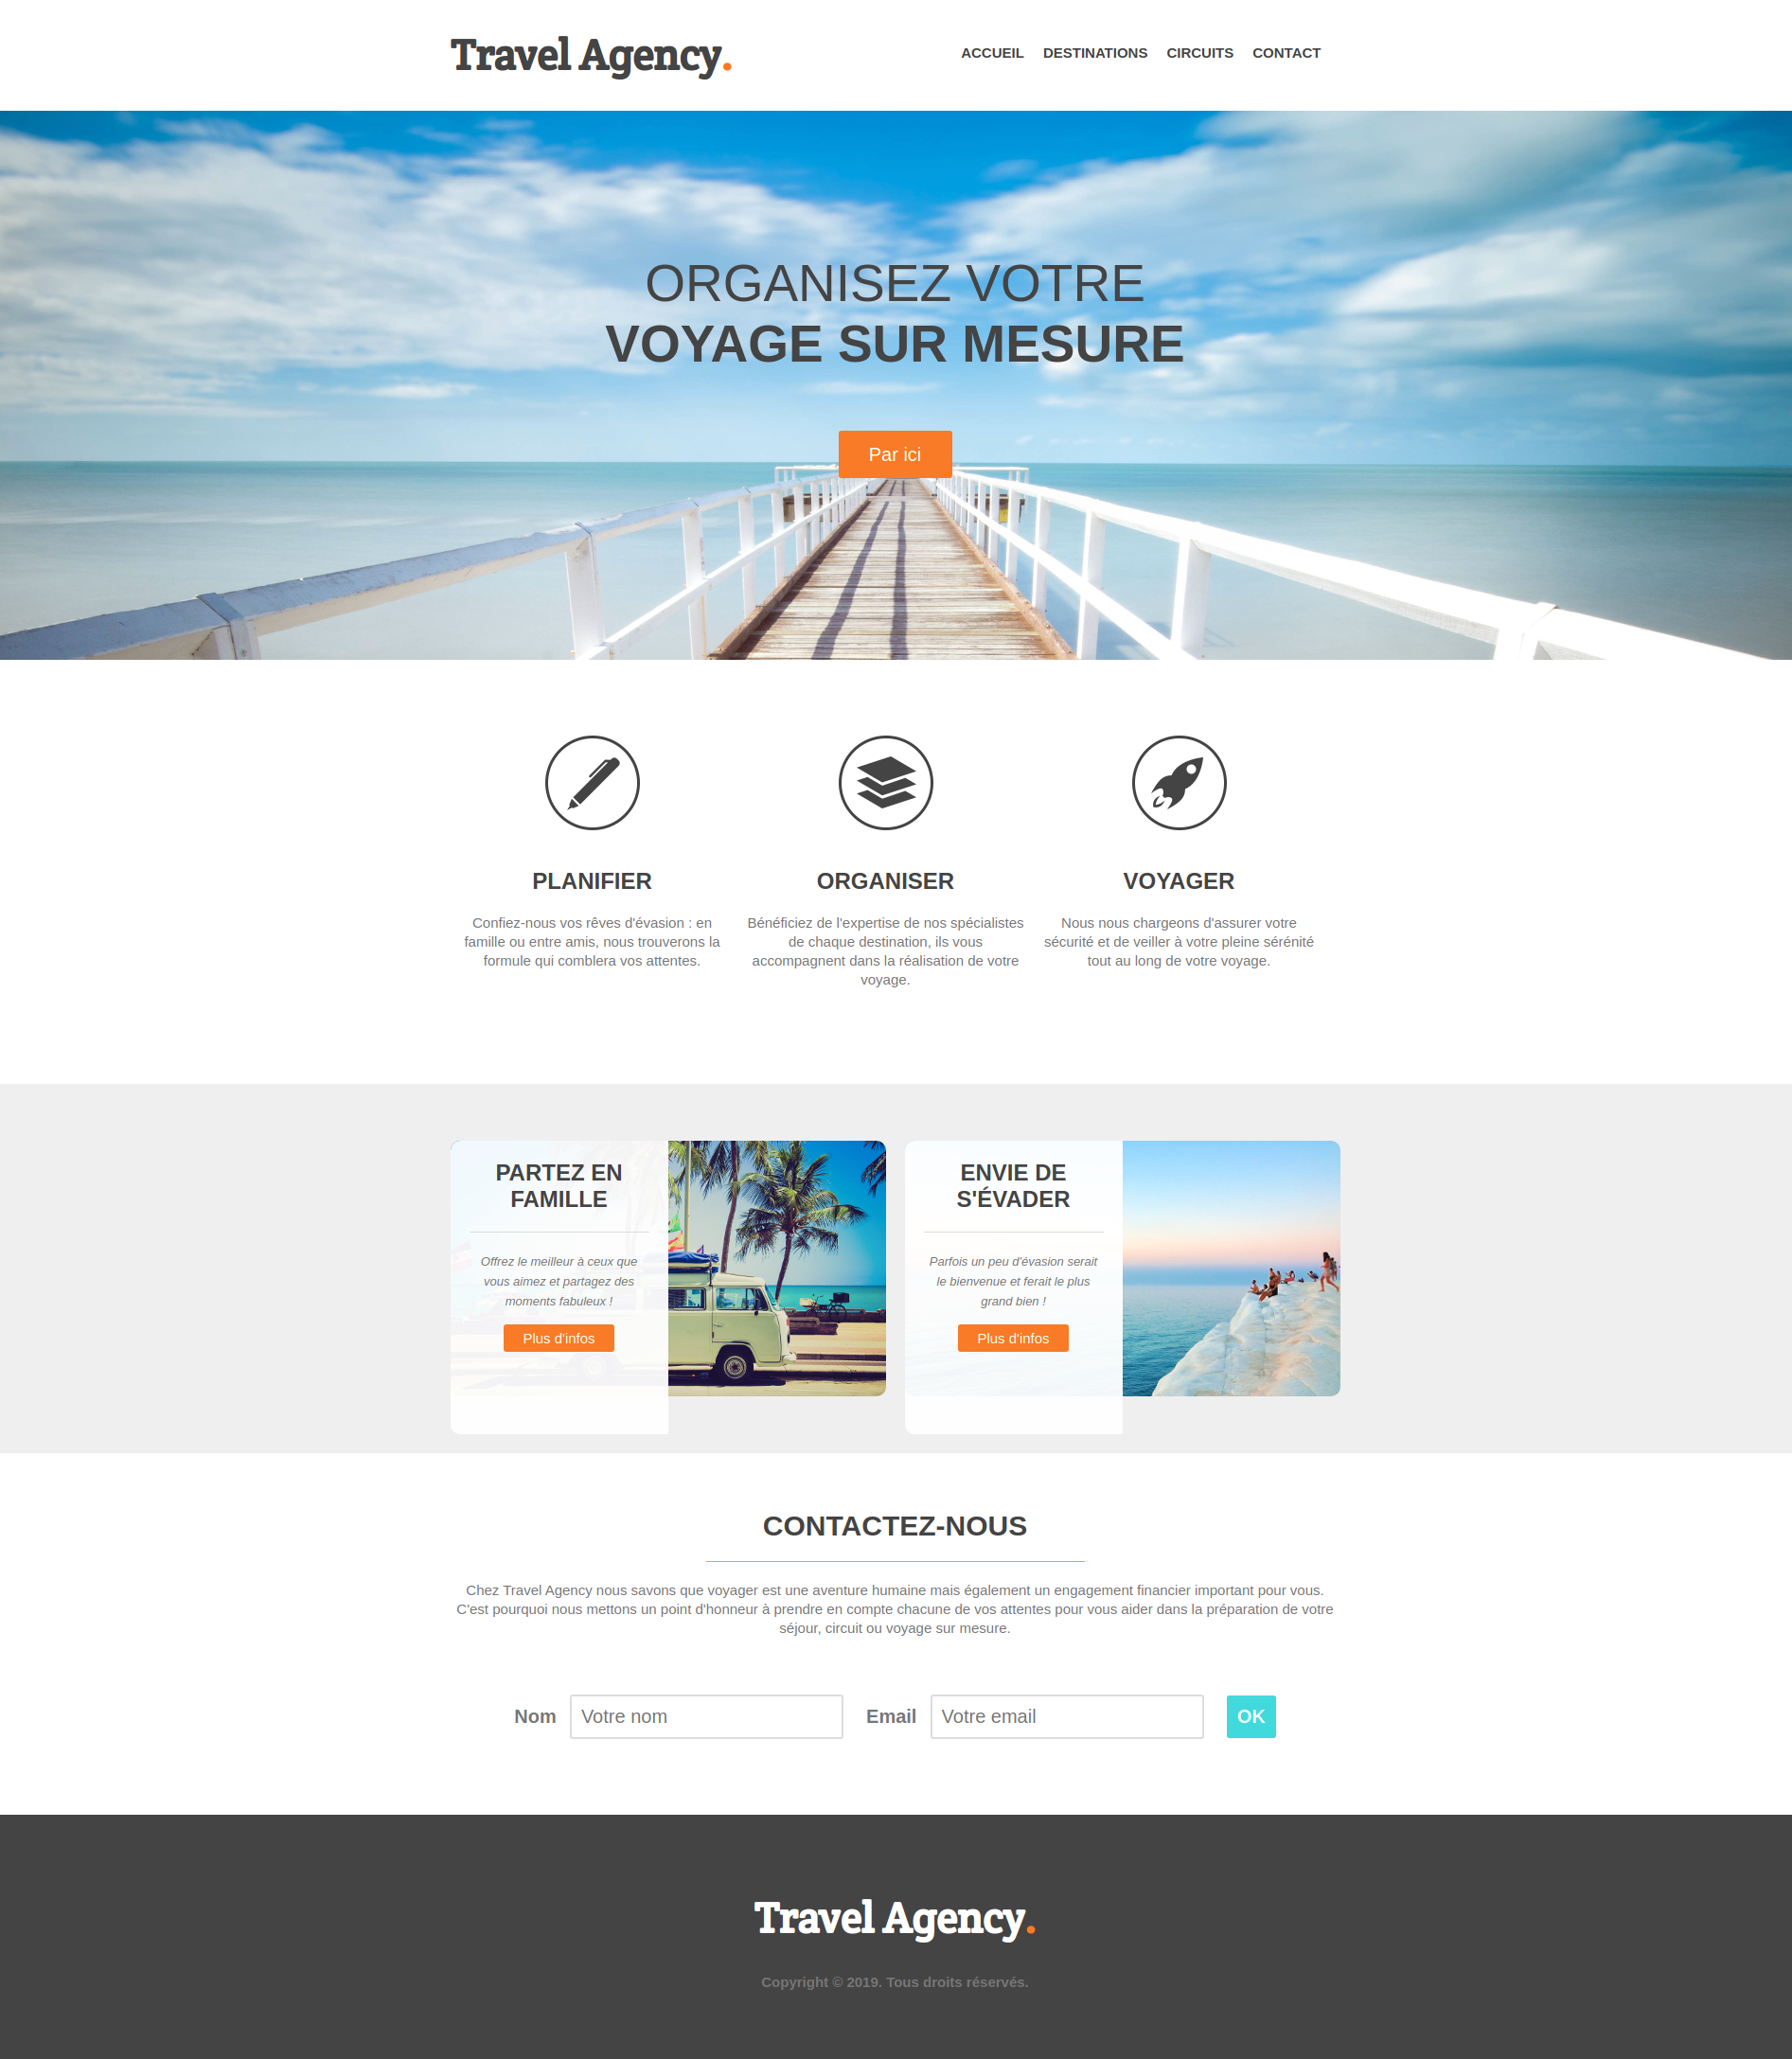 Travel Agency.
ACCUEIL DESTINATIONS CIRCUITS CONTACT
ORGANISEZ VOTRE
VOYAGE SUR MESURE
Par ici
PLANIFIER
Confiez-nous vos rêves d'évasion : en
famille ou entre amis, nous trouverons la
formule qui comblera vos attentes.
ORGANISER
Bénéficiez de l'expertise de nos spécialistes
de chaque destination, ils vous
accompagnent dans la réalisation de votre
voyage.
VOYAGER
Nous nous chargeons d'assurer votre
sécurité et de veiller à votre pleine sérénité
tout au long de votre voyage.
PARTEZ EN
FAMILLE
Offrez le meilleur à ceux que
vous aimez et partagez des
moments fabuleux !
Plus d'infos
ENVIE DE
S'ÉVADER
Parfois un peu d'évasion serait
le bienvenue et ferait le plus
grand bien !
Plus d'infos
CONTACTEZ-NOUS
Chez Travel Agency nous savons que voyager est une aventure humaine mais également un engagement financier important pour vous.
C'est pourquoi nous mettons un point d'honneur à prendre en compte chacune de vos attentes pour vous aider dans la préparation de votre
séjour, circuit ou voyage sur mesure.
Nom Votre nom Email Votre email OK
Travel Agency.
Copyright © 2019. Tous droits réservés.